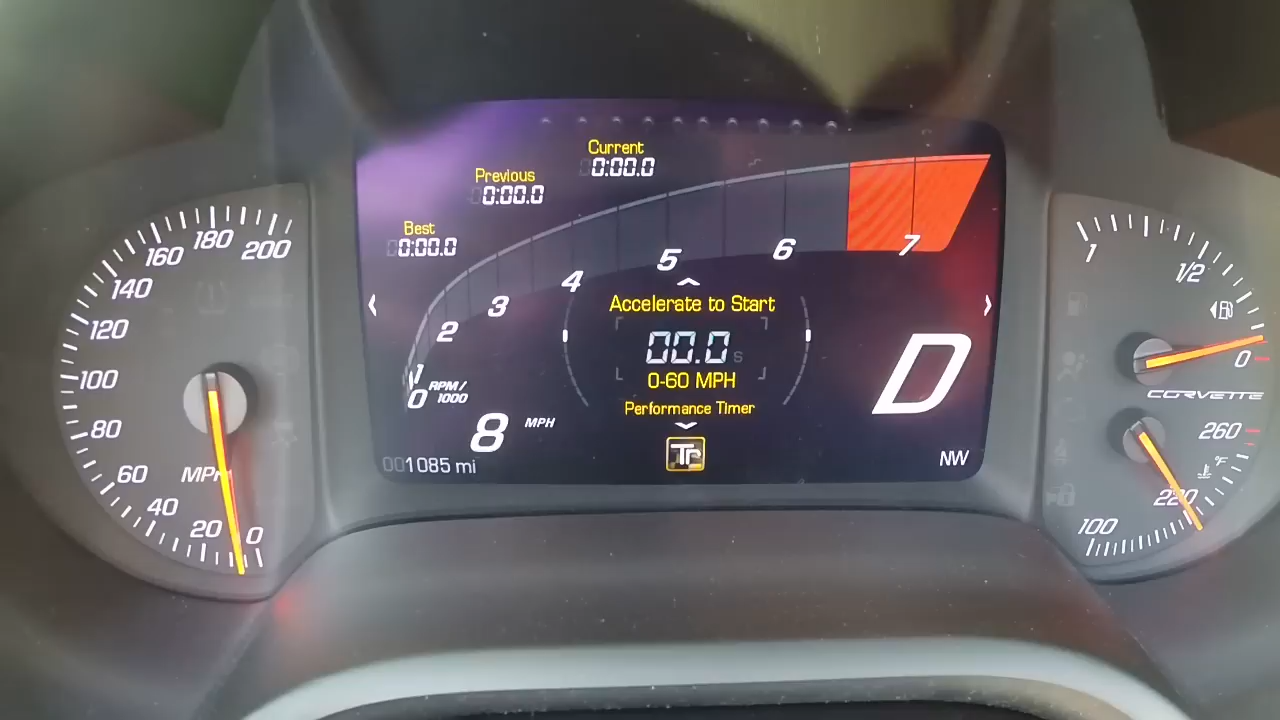 Current
0:00.0
Previous
0:00.0
Best
0:00.0
200
180
160
140
120
100
80
60
40
20
0
MPH
0
1
2
3
4
5
6
7
RPM/
1000
Accelerate to Start
00.0 s
0-60 MPH
Performance Timer
Tr
8 MPH
001085 mi
D
NW
1
1/2
0
CORVETTE
260
°F
220
100